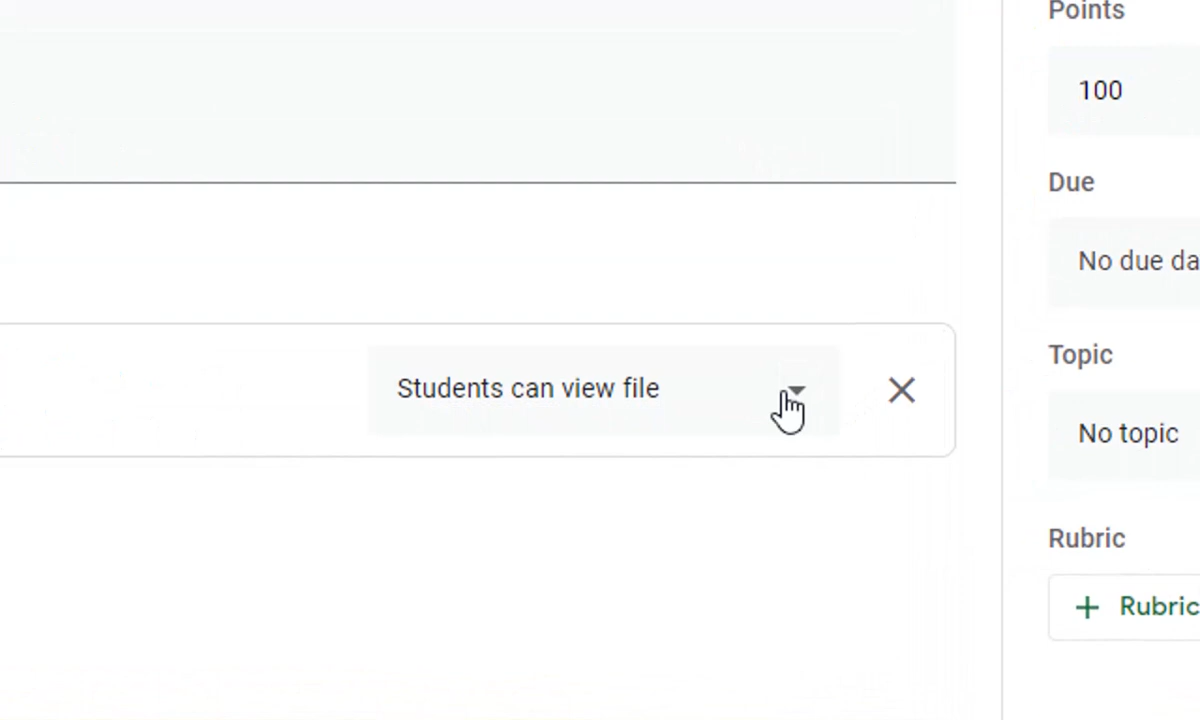 Points
100
Due
No due da
Students can view file
Topic
No topic
Rubric
+ Rubric